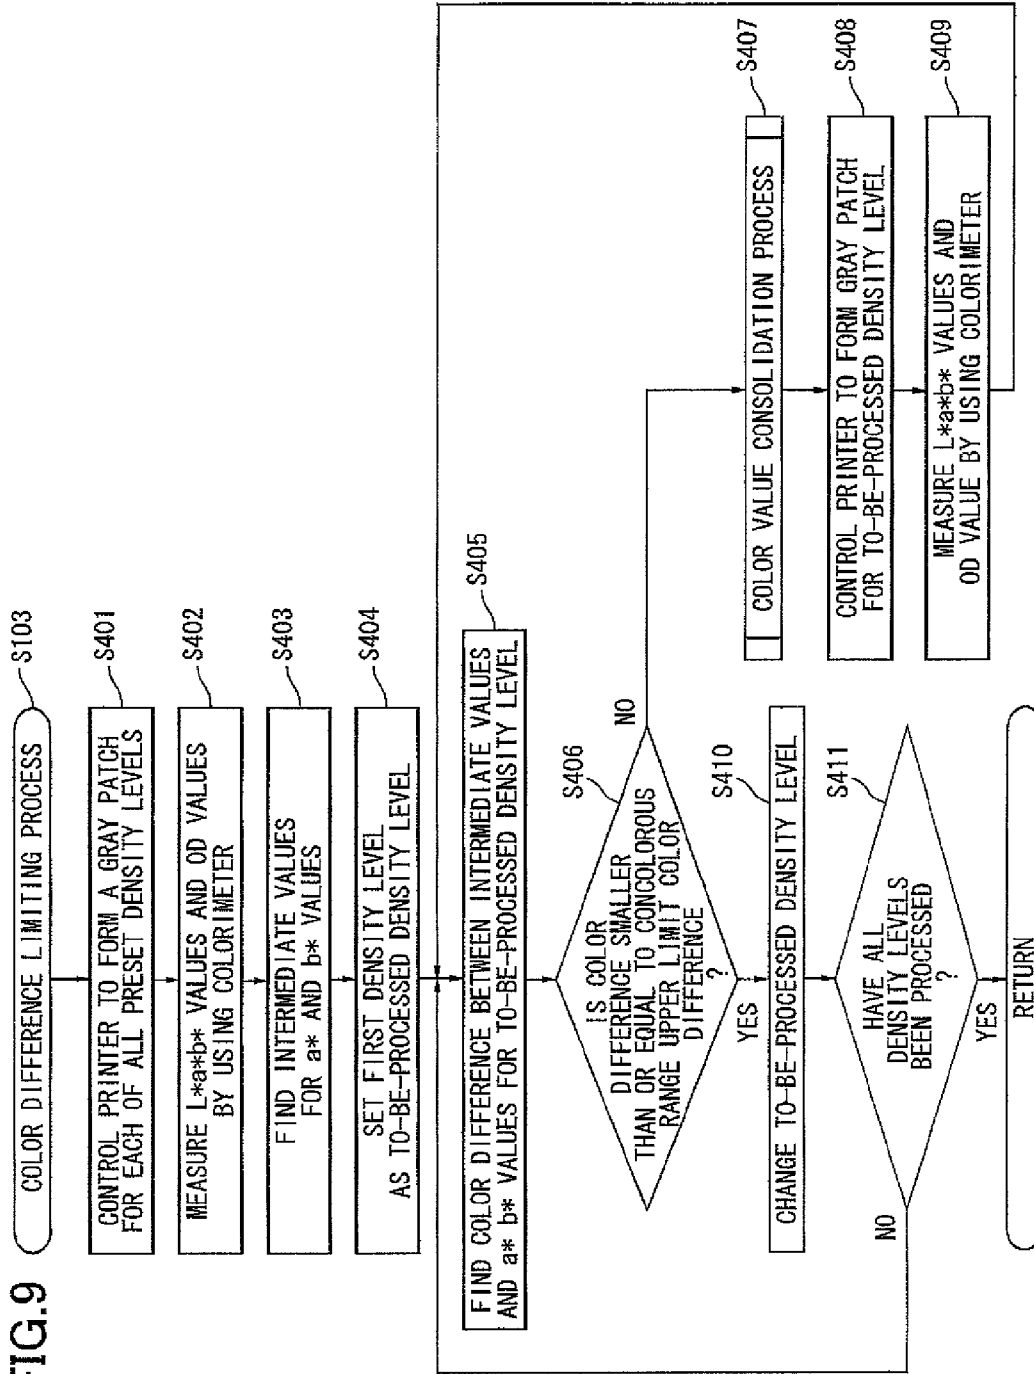 FIG.9
COLOR DIFFERENCE LIMITING PROCESS
S103
CONTROL PRINTER TO FORM A GRAY PATCH
FOR EACH OF ALL PRESET DENSITY LEVELS
S401
MEASURE L*a*b* VALUES AND OD VALUES
BY USING COLORIMETER
S402
FIND INTERMEDIATE VALUES
FOR a* AND b* VALUES
S403
SET FIRST DENSITY LEVEL
AS TO-BE-PROCESSED DENSITY LEVEL
S404
FIND COLOR DIFFERENCE BETWEEN INTERMEDIATE VALUES
AND a* b* VALUES FOR TO-BE-PROCESSED DENSITY LEVEL
S405
IS COLOR
DIFFERENCE SMALLER
THAN OR EQUAL TO CONCOLOROUS
RANGE UPPER LIMIT COLOR
DIFFERENCE
?
S406
NO
YES
COLOR VALUE CONSOLIDATION PROCESS
S407
CONTROL PRINTER TO FORM GRAY PATCH
FOR TO-BE-PROCESSED DENSITY LEVEL
S408
MEASURE L*a*b* VALUES AND
OD VALUE BY USING COLORIMETER
S409
CHANGE TO-BE-PROCESSED DENSITY LEVEL
S410
HAVE ALL
DENSITY LEVELS
BEEN PROCESSED
?
S411
NO
YES
RETURN